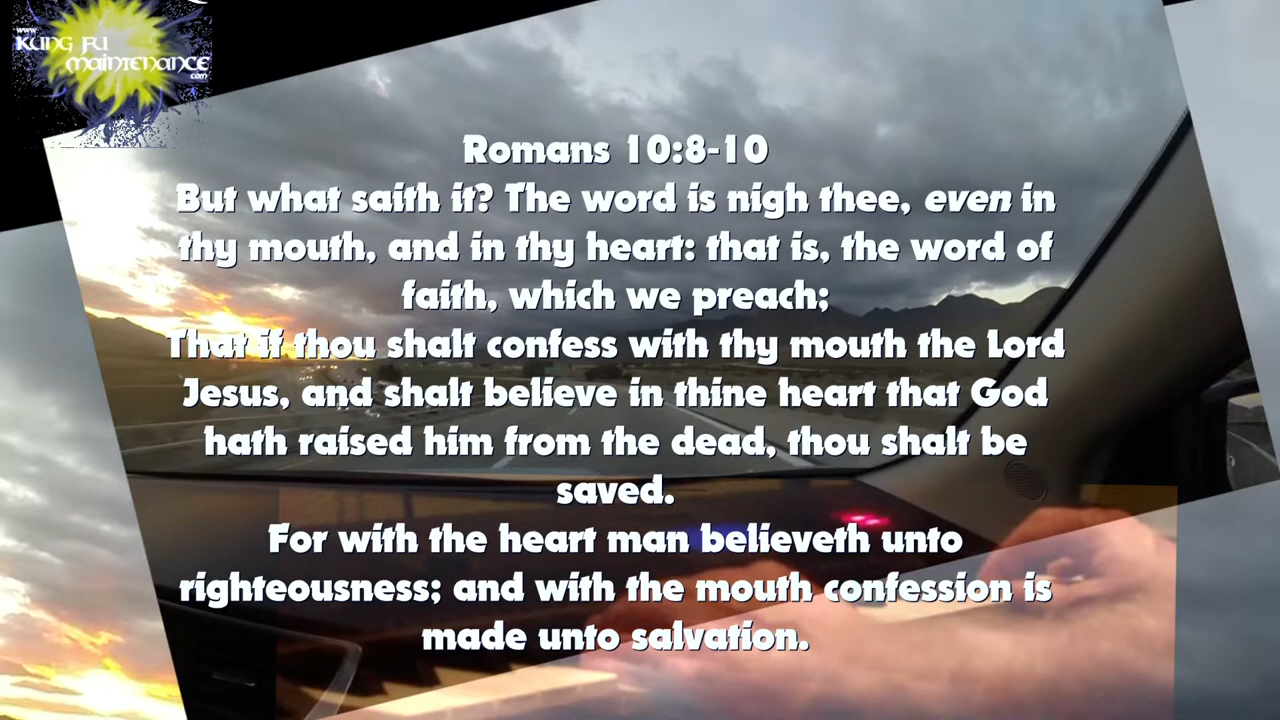 www
KUNG FU
MAINTENANCE
.com
Romans 10:8-10
But what saith it? The word is nigh thee, even in
thy mouth, and in thy heart: that is, the word of
faith, which we preach;
That if thou shalt confess with thy mouth the Lord
Jesus, and shalt believe in thine heart that God
hath raised him from the dead, thou shalt be
saved.
For with the heart man believeth unto
righteousness; and with the mouth confession is
made unto salvation.